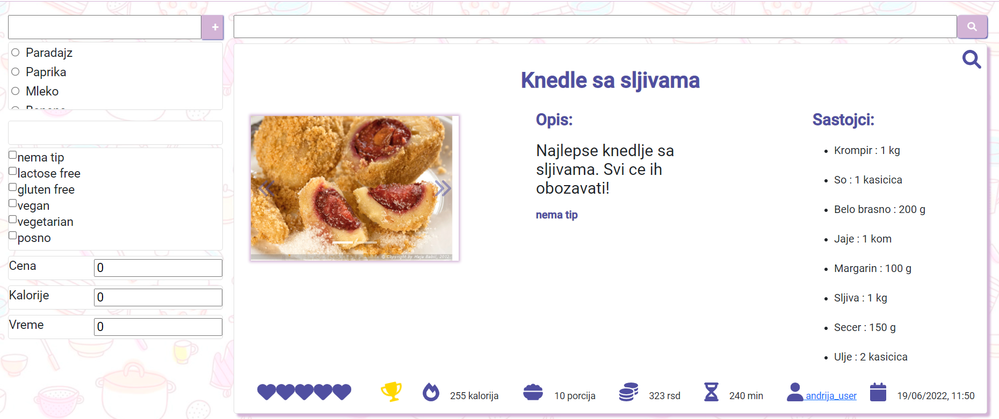 +
Paradajz
Paprika
Mleko
nema tip
lactose free
gluten free
vegan
vegetarian
posno
Cena 0
Kalorije 0
Vreme 0
Knedle sa sljivama
© Copyright by Maja Babić, 2012.
Opis:
Najlepse knedlje sa
sljivama. Svi ce ih
obozavati!
nema tip
Sastojci:
• Krompir : 1 kg
• So : 1 kasicica
• Belo brasno : 200 g
• Jaje : 1 kom
• Margarin : 100 g
• Sljiva : 1 kg
• Secer : 150 g
• Ulje : 2 kasicica
255 kalorija
10 porcija
323 rsd
240 min
andrija_user
19/06/2022, 11:50